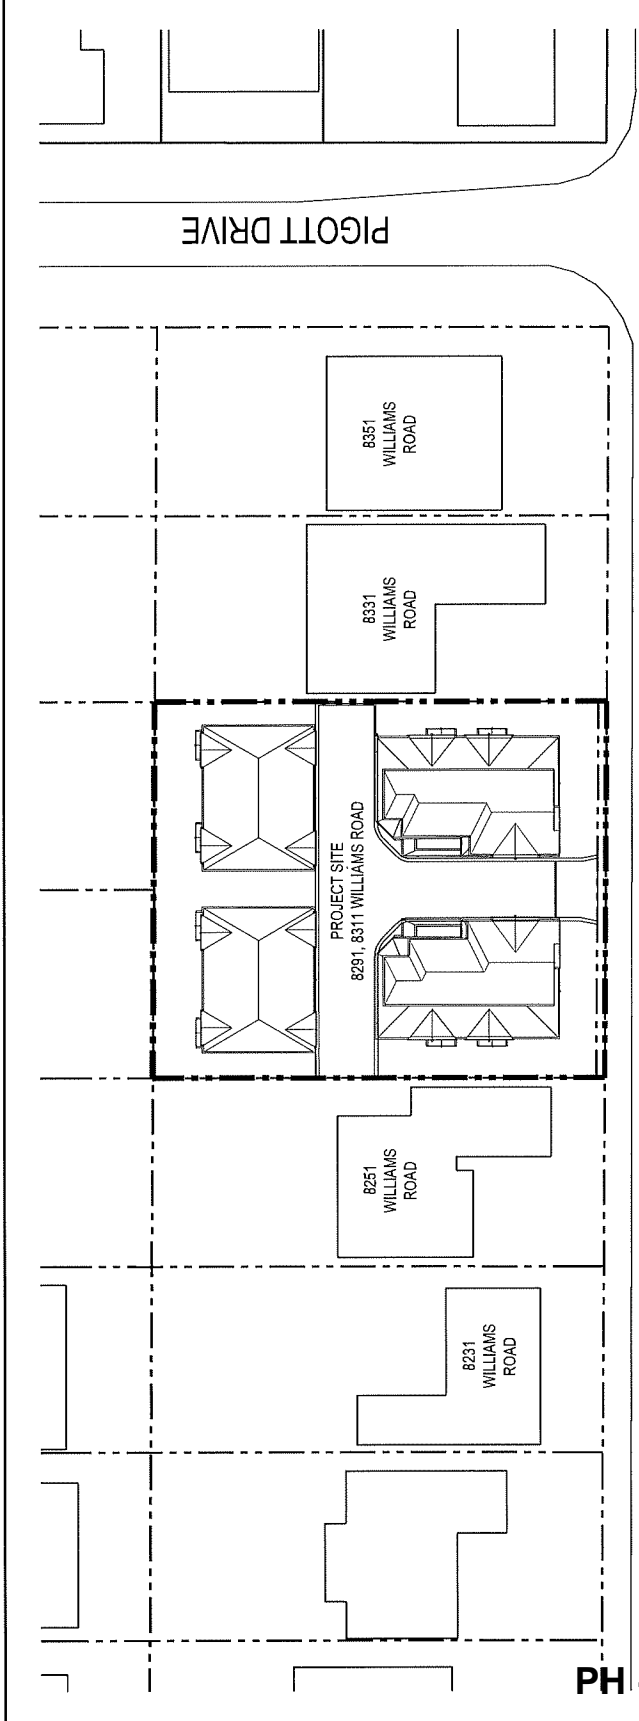 PIGOTT DRIVE
8351
WILLIAMS
ROAD
8331
WILLIAMS
ROAD
PROJECT SITE
8291, 8311 WILLIAMS ROAD
8251
WILLIAMS
ROAD
8231
WILLIAMS
ROAD
PH